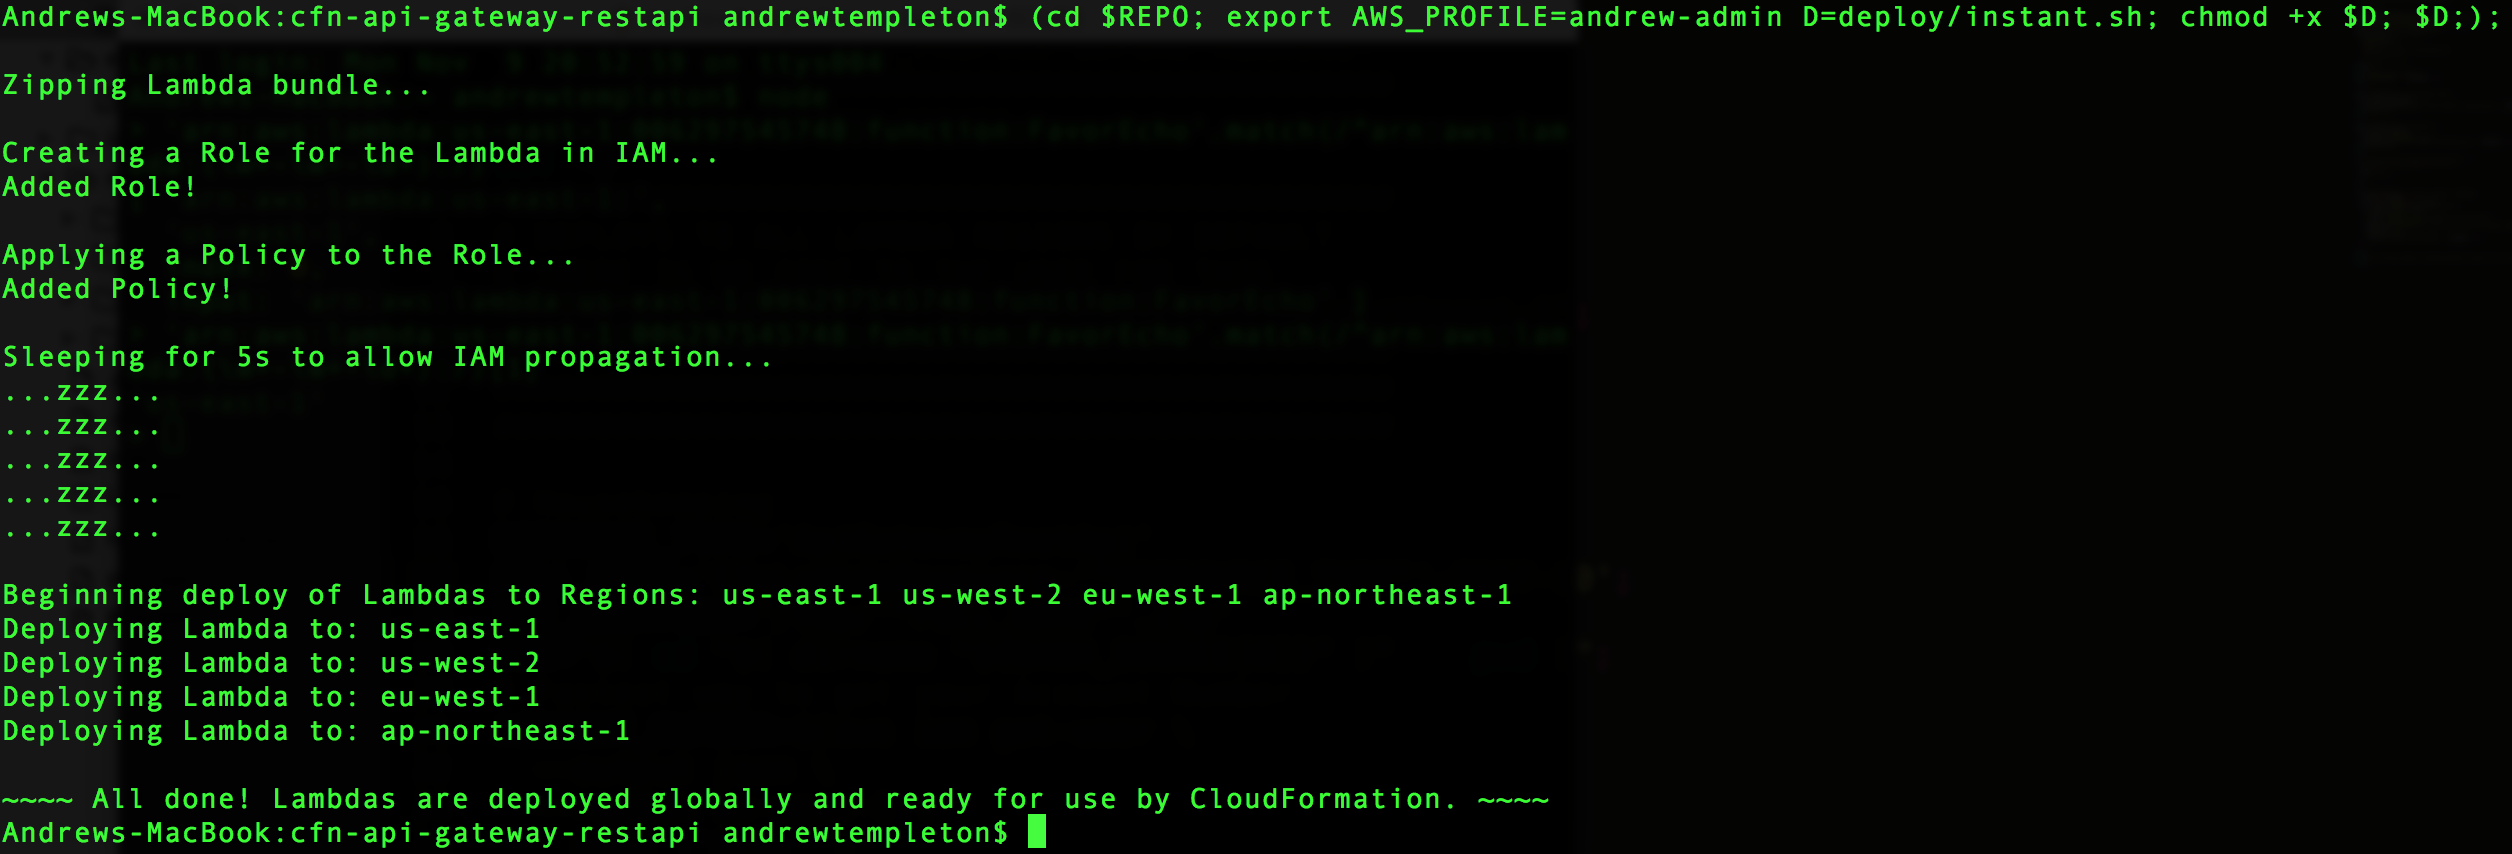 Andrews-MacBook:cfn-api-gateway-restapi andrewtempleton$ (cd $REPO; export AWS_PROFILE=andrew-admin D=deploy/instant.sh; chmod +x $D; $D;);
Zipping Lambda bundle...
Creating a Role for the Lambda in IAM...
Added Role!
Applying a Policy to the Role...
Added Policy!
Sleeping for 5s to allow IAM propagation...
...zzz...
...zzz...
...zzz...
...zzz...
...zzz...
Beginning deploy of Lambdas to Regions: us-east-1 us-west-2 eu-west-1 ap-northeast-1
Deploying Lambda to: us-east-1
Deploying Lambda to: us-west-2
Deploying Lambda to: eu-west-1
Deploying Lambda to: ap-northeast-1
~~~~ All done! Lambdas are deployed globally and ready for use by CloudFormation. ~~~~
Andrews-MacBook:cfn-api-gateway-restapi andrewtempleton$